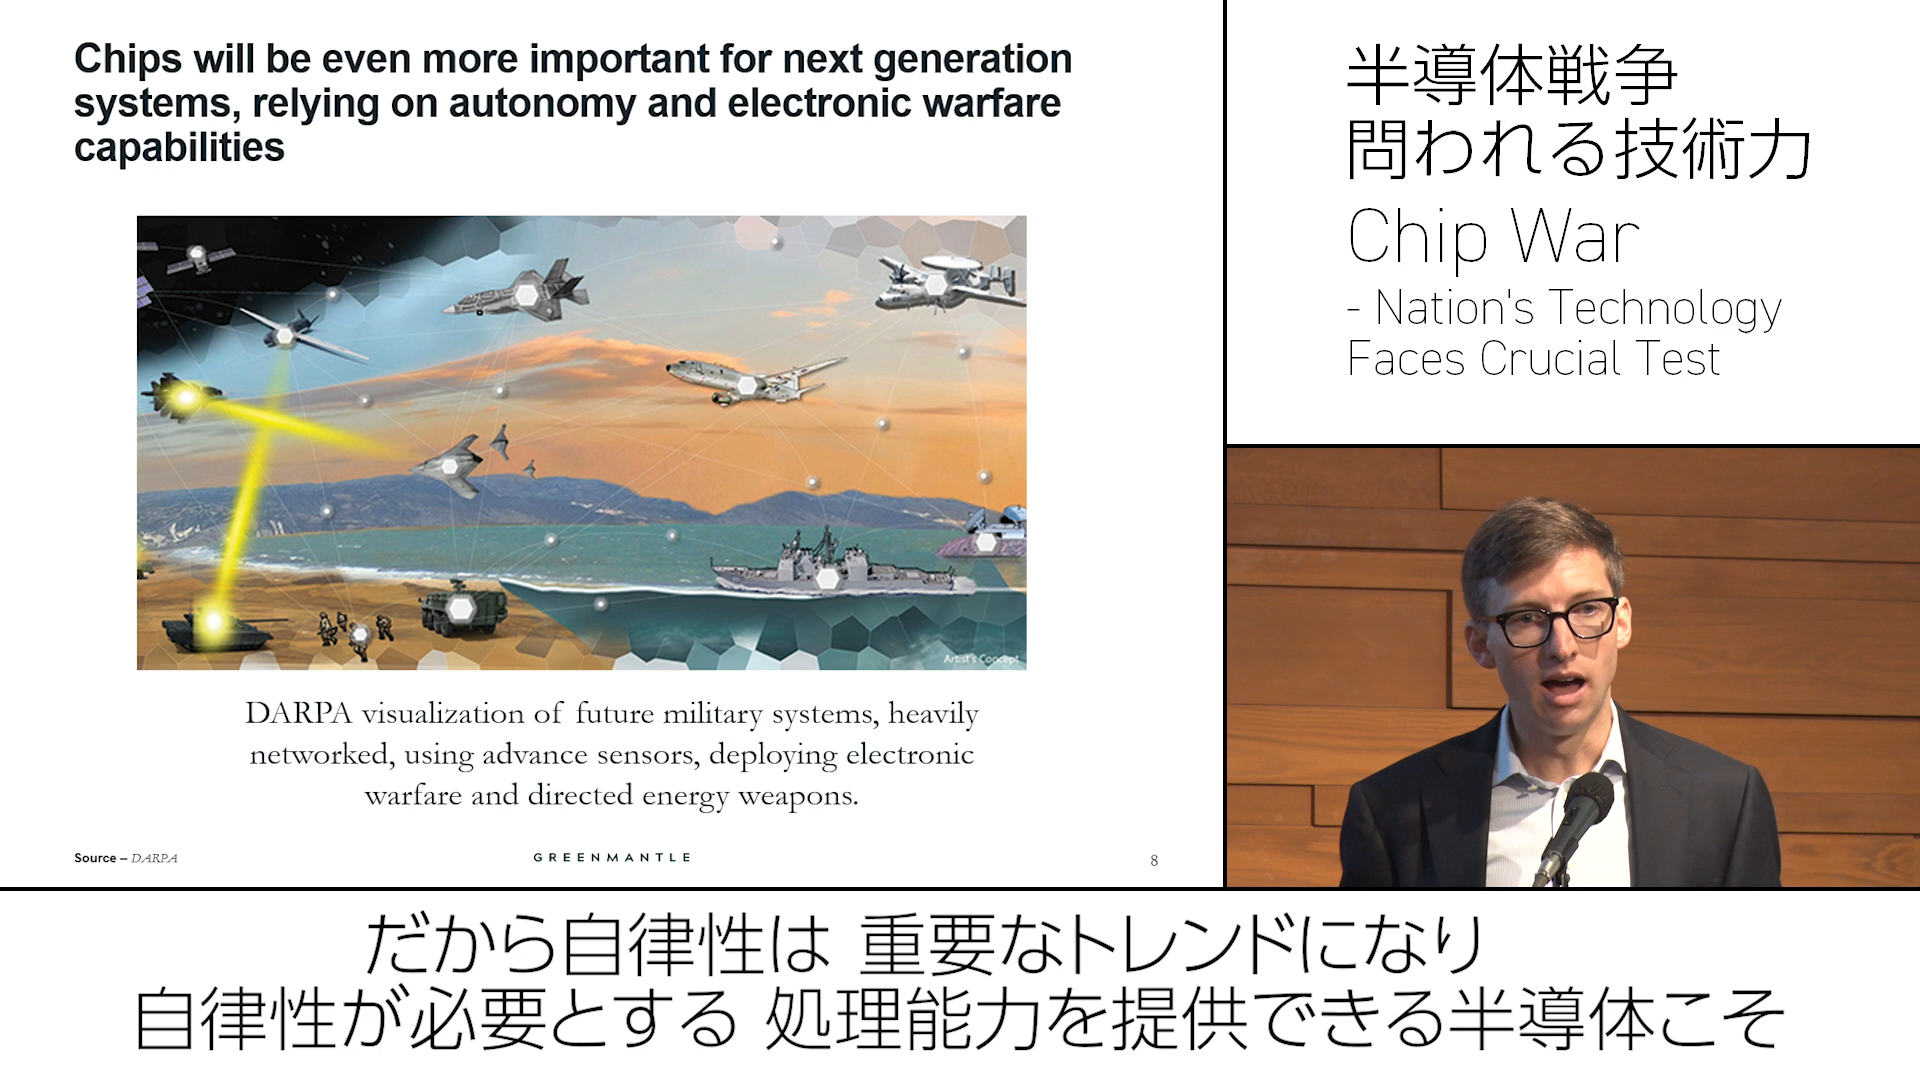 Chips will be even more important for next generation
systems, relying on autonomy and electronic warfare
capabilities
Artist's Concept
DARPA visualization of future military systems, heavily
networked, using advance sensors, deploying electronic
warfare and directed energy weapons.
Source – DARPA
GREENMANTLE
8
半導体戦争
問われる技術力
Chip War
- Nation's Technology
Faces Crucial Test
だから自律性は 重要なトレンドになり
自律性が必要とする 処理能力を提供できる半導体こそ